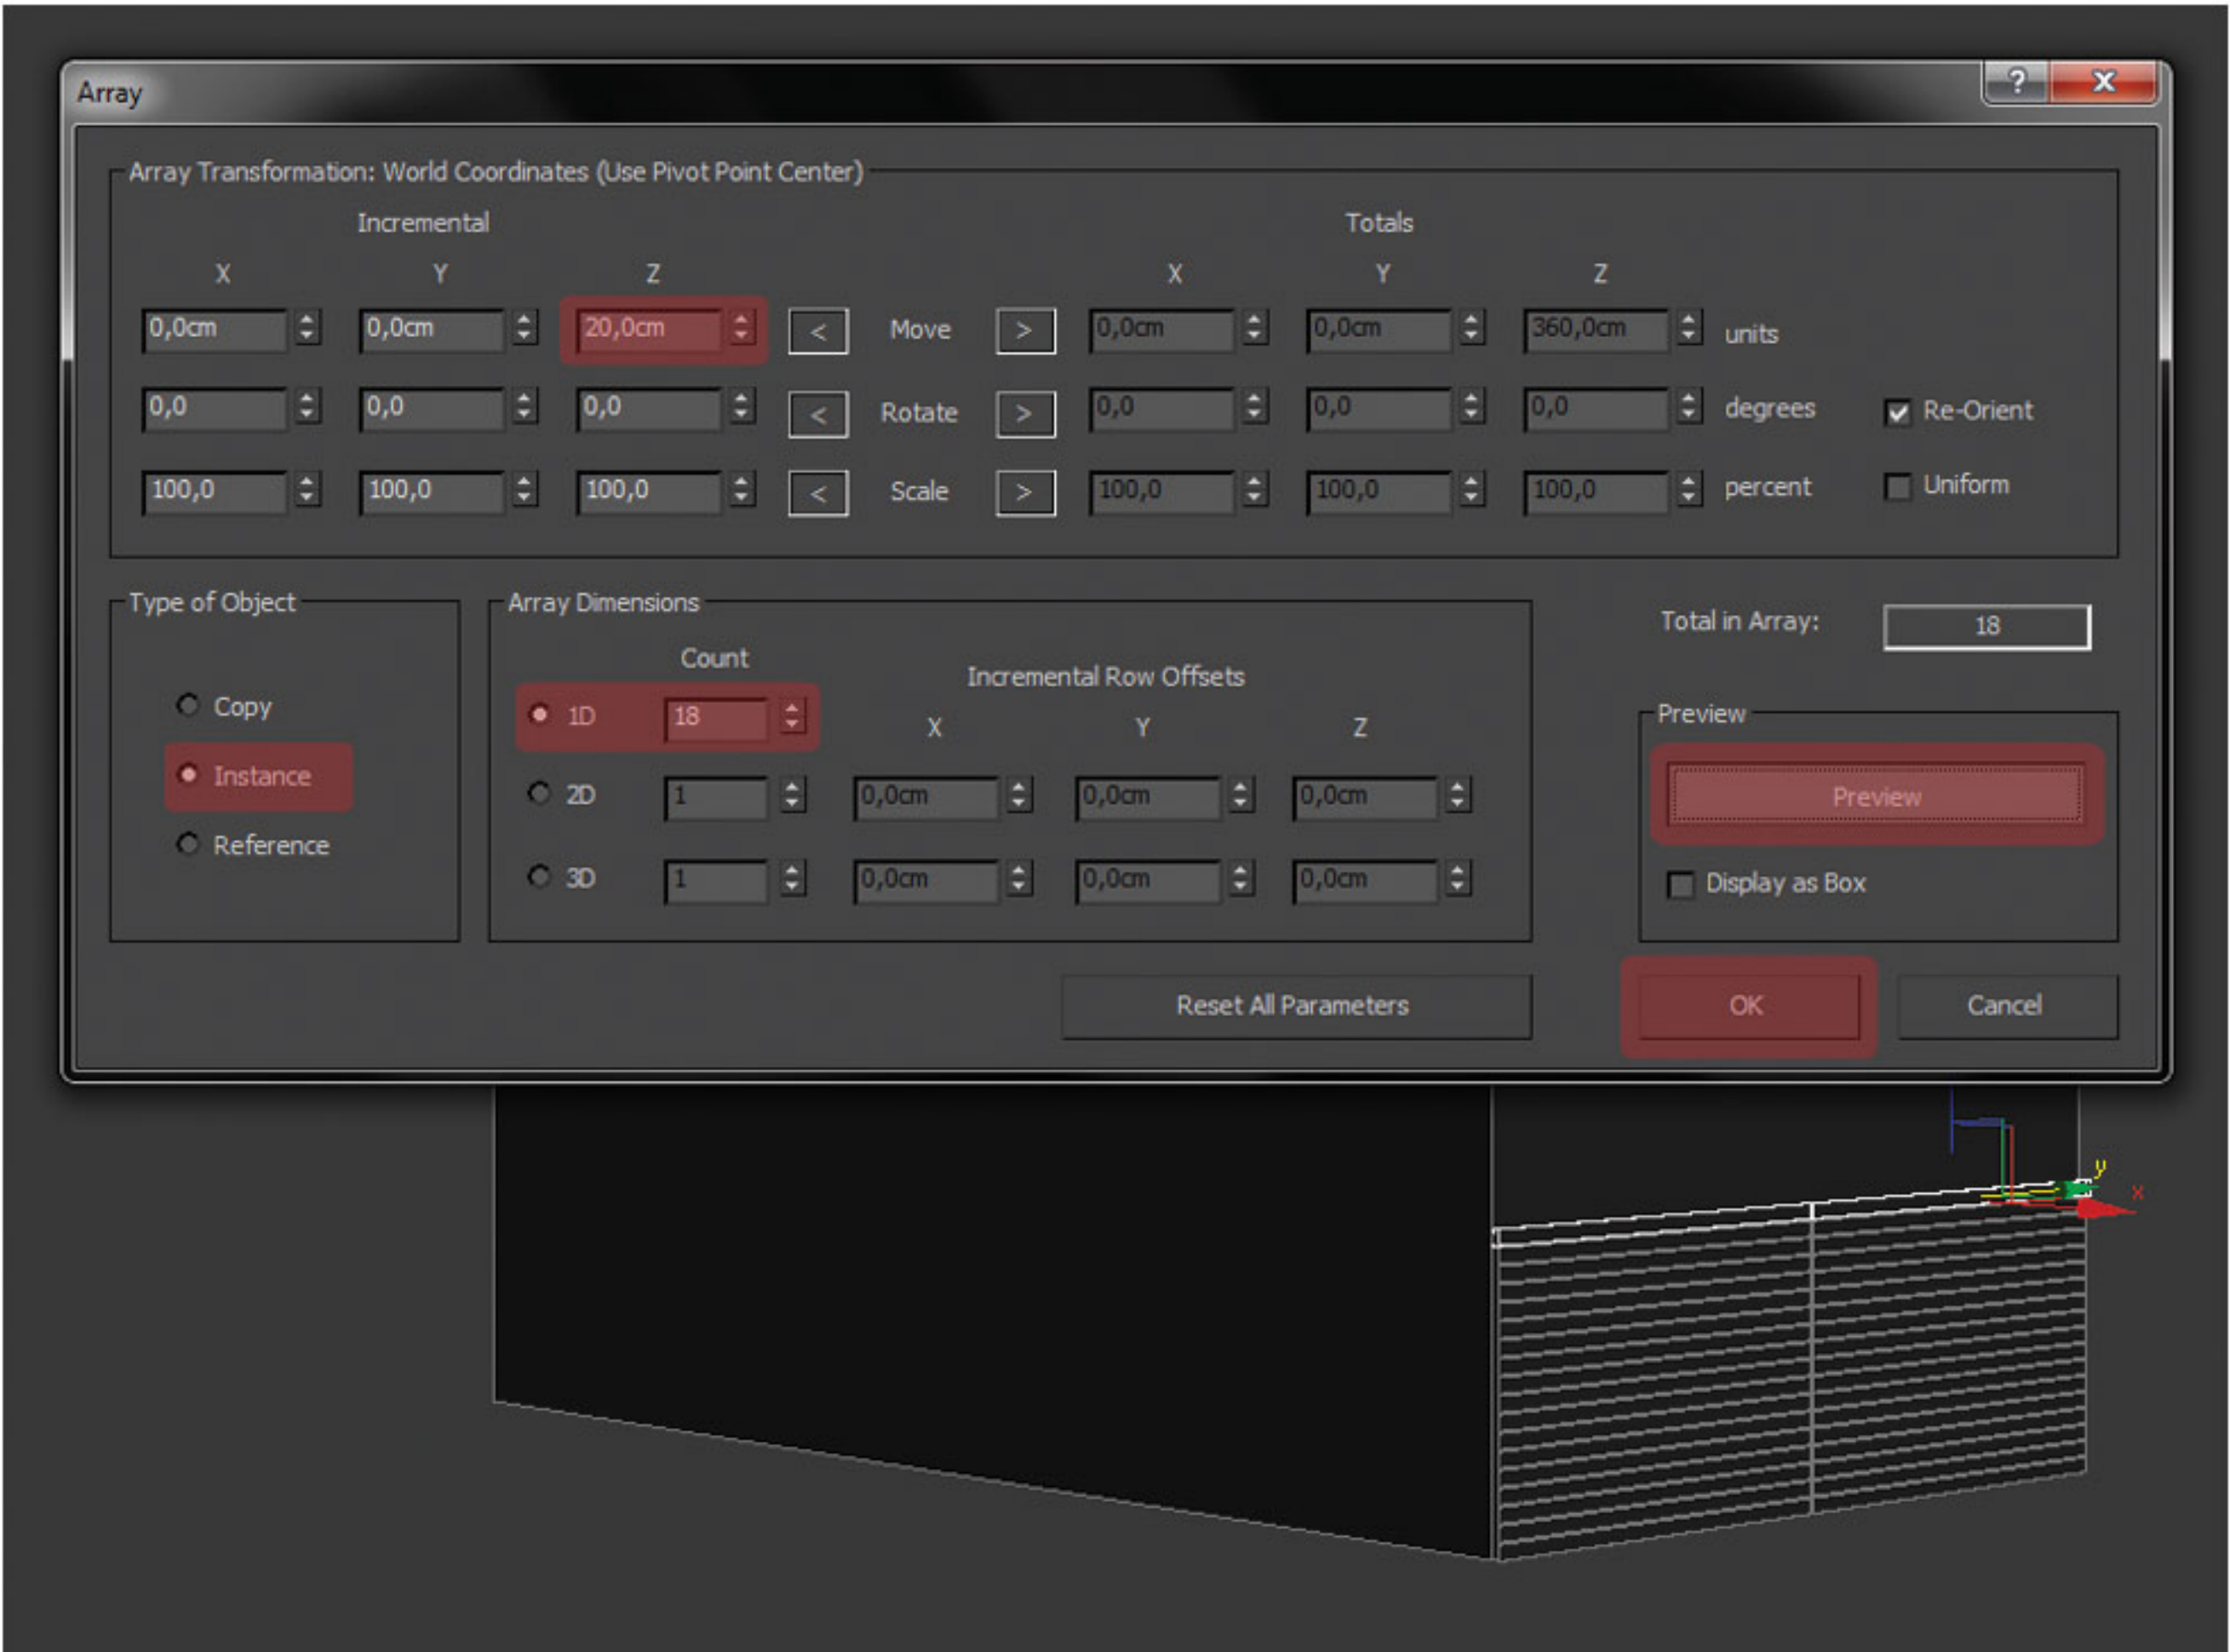 Array
?
X
Array Transformation: World Coordinates (Use Pivot Point Center)
Incremental Totals
X Y Z X Y Z
0,0cm 0,0cm 20,0cm < Move > 0,0cm 0,0cm 360,0cm units
0,0 0,0 0,0 < Rotate > 0,0 0,0 0,0 degrees Re-Orient
100,0 100,0 100,0 < Scale > 100,0 100,0 100,0 percent Uniform
Type of Object
Copy
Instance
Reference
Array Dimensions
Count
Incremental Row Offsets
1D 18 X Y Z
2D 1 0,0cm 0,0cm 0,0cm
3D 1 0,0cm 0,0cm 0,0cm
Total in Array: 18
Preview
Preview
Display as Box
Reset All Parameters OK Cancel
y
x